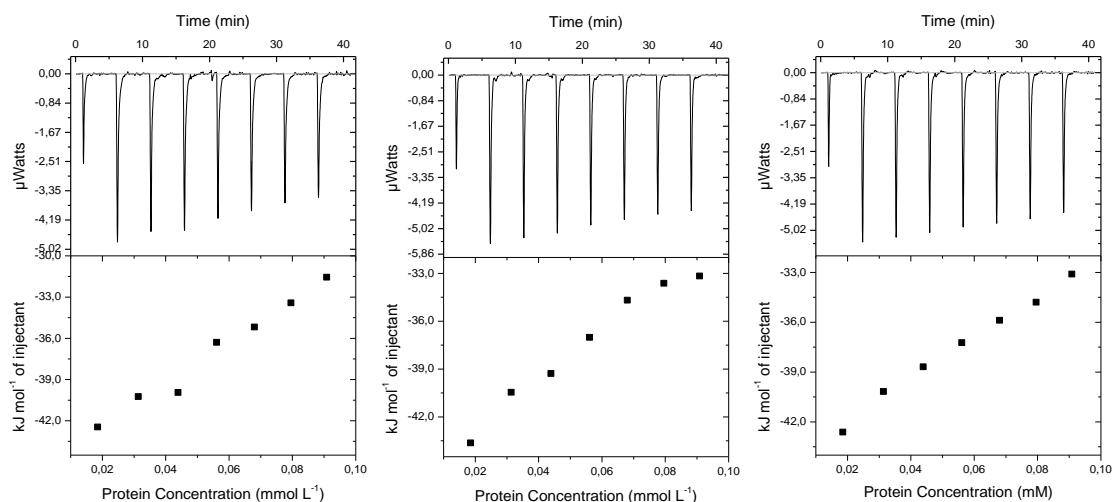 Time (min)
0 10 20 30 40
0,00
-0,84
-1,67
-2,51
-3,35
-4,19
-5,02
µWatts
-30,0
-33,0
-36,0
-39,0
-42,0
kJ mol⁻¹ of injectant
0,02 0,04 0,06 0,08 0,10
Protein Concentration (mmol L⁻¹)
Time (min)
0 10 20 30 40
0,00
-0,84
-1,67
-2,51
-3,35
-4,19
-5,02
-5,86
µWatts
-33,0
-36,0
-39,0
-42,0
kJ mol⁻¹ of injectant
0,02 0,04 0,06 0,08 0,10
Protein Concentration (mmol L⁻¹)
Time (min)
0 10 20 30 40
0,00
-0,84
-1,67
-2,51
-3,35
-4,19
-5,02
µWatts
-33,0
-36,0
-39,0
-42,0
kJ mol⁻¹ of injectant
0,02 0,04 0,06 0,08 0,10
Protein Concentration (mM)